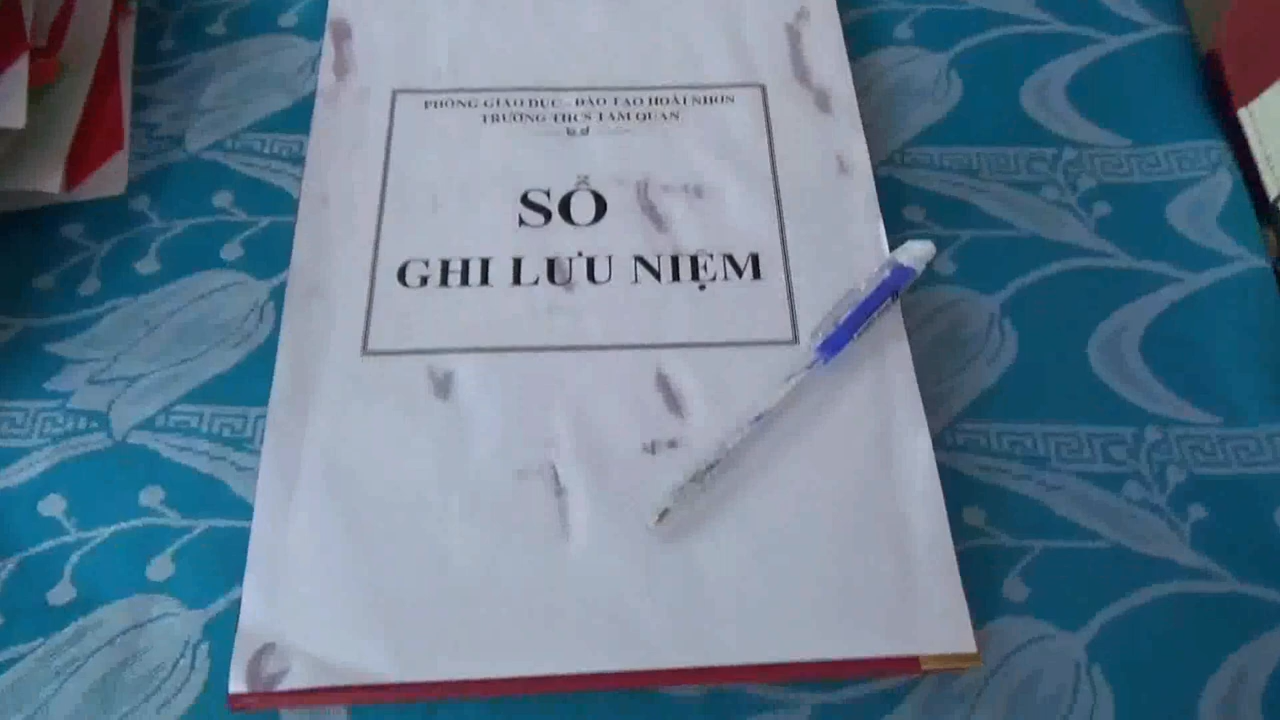 PHÒNG GIÁO DỤC - ĐÀO TẠO HOÀI NHƠN
TRƯỜNG THCS TAM QUAN
SỔ
GHI LƯU NIỆM